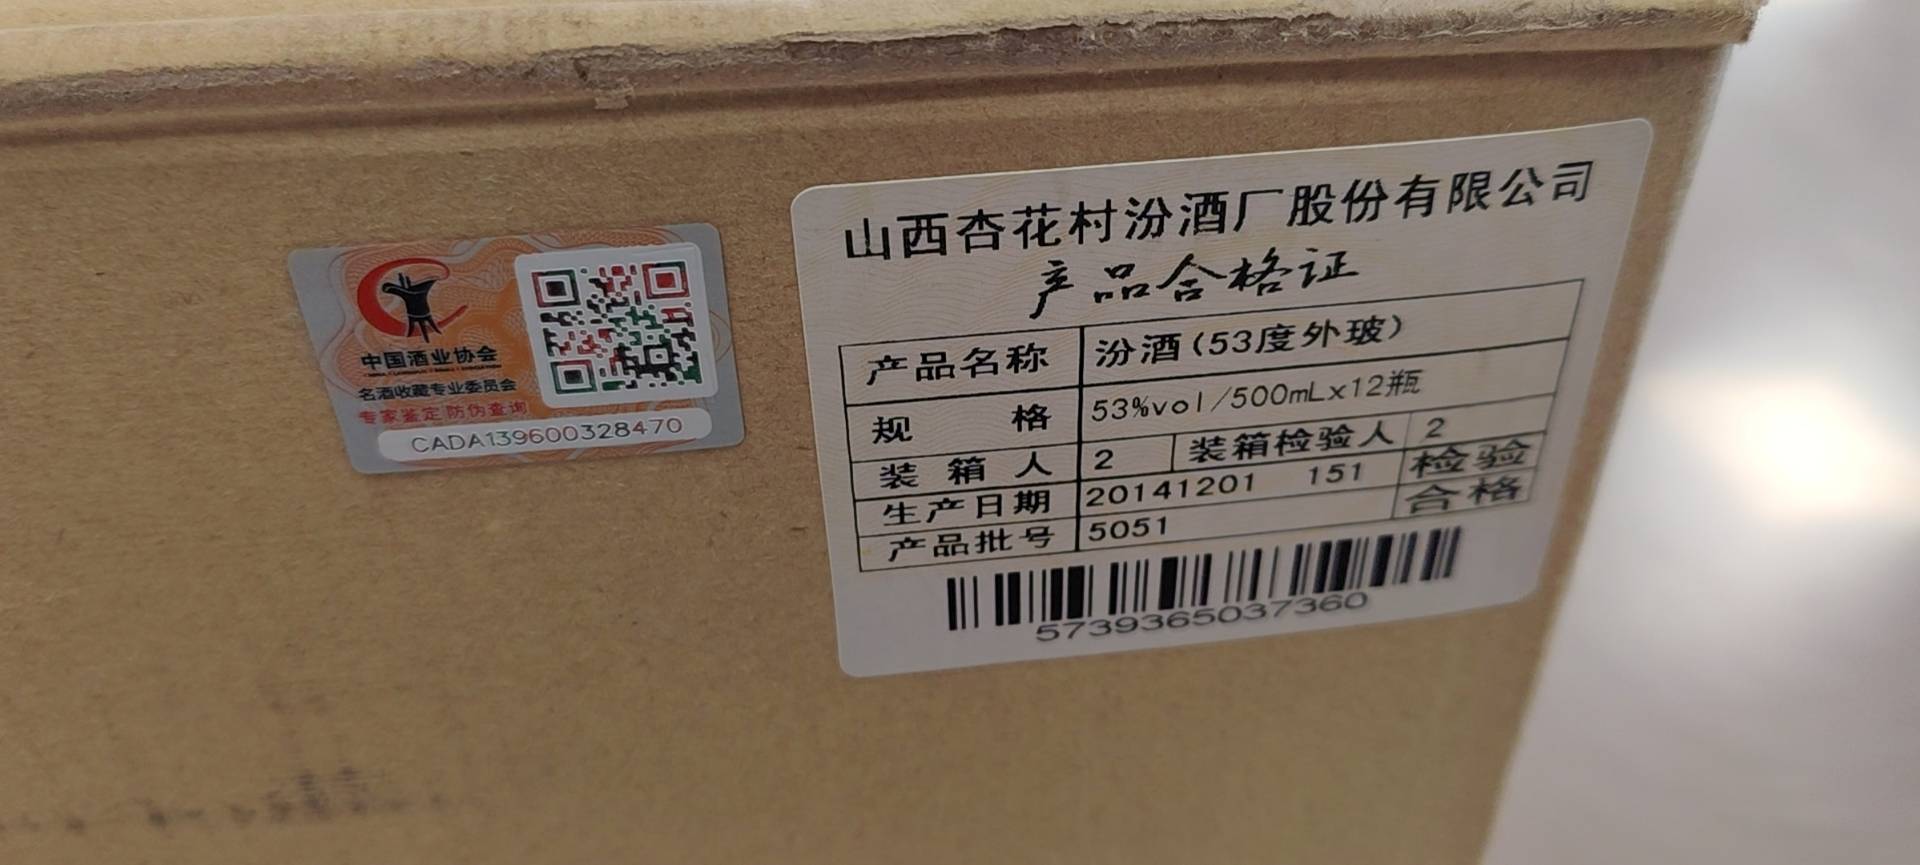 中国酒业协会
名酒收藏专业委员会
专家鉴定 防伪查询
CADA139600328470
山西杏花村汾酒厂股份有限公司
产品合格证
产品名称 汾酒(53度外玻)
规 格 53%vol/500mLx12瓶
装箱人 2 装箱检验人 2
生产日期 20141201 151 检验
产品批号 5051 合格
5739365037360